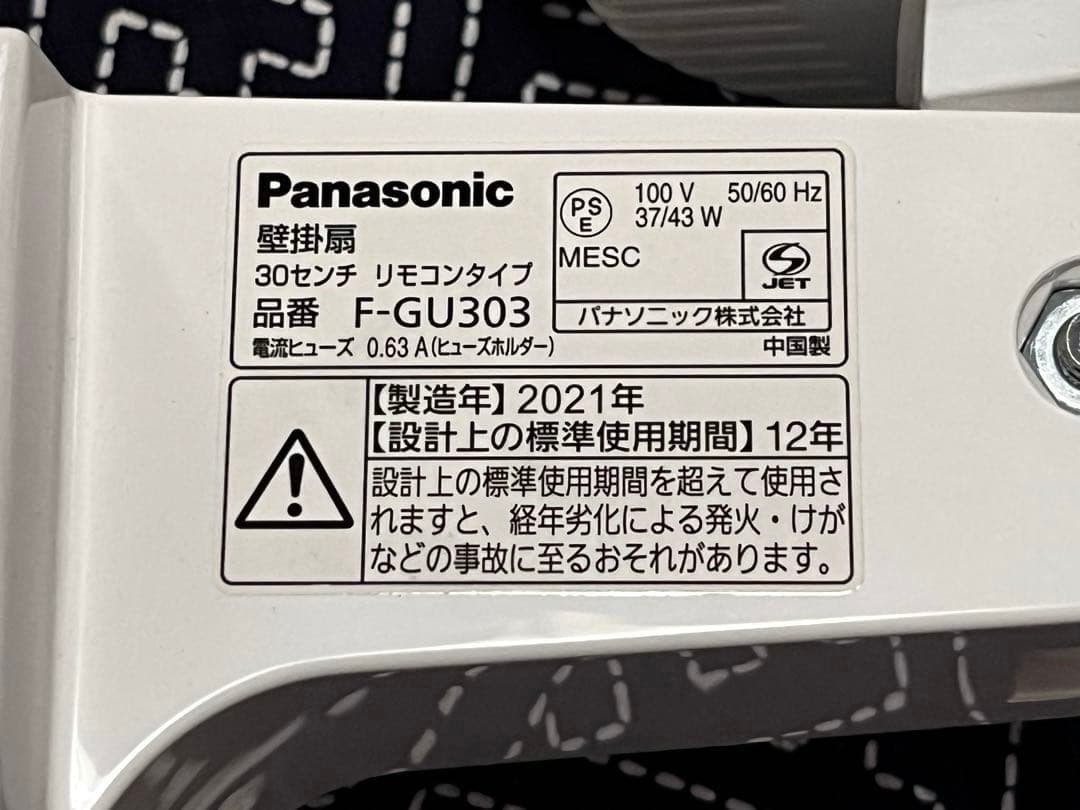 Panasonic
壁掛扇
30センチ リモコンタイプ
品番 F-GU303
電流ヒューズ 0.63 A(ヒューズホルダー)
PS
E
100 V 50/60 Hz
37/43 W
MESC
JET
パナソニック株式会社
中国製
【製造年】2021年
【設計上の標準使用期間】12年
設計上の標準使用期間を超えて使用さ
れますと、経年劣化による発火・けが
などの事故に至るおそれがあります。